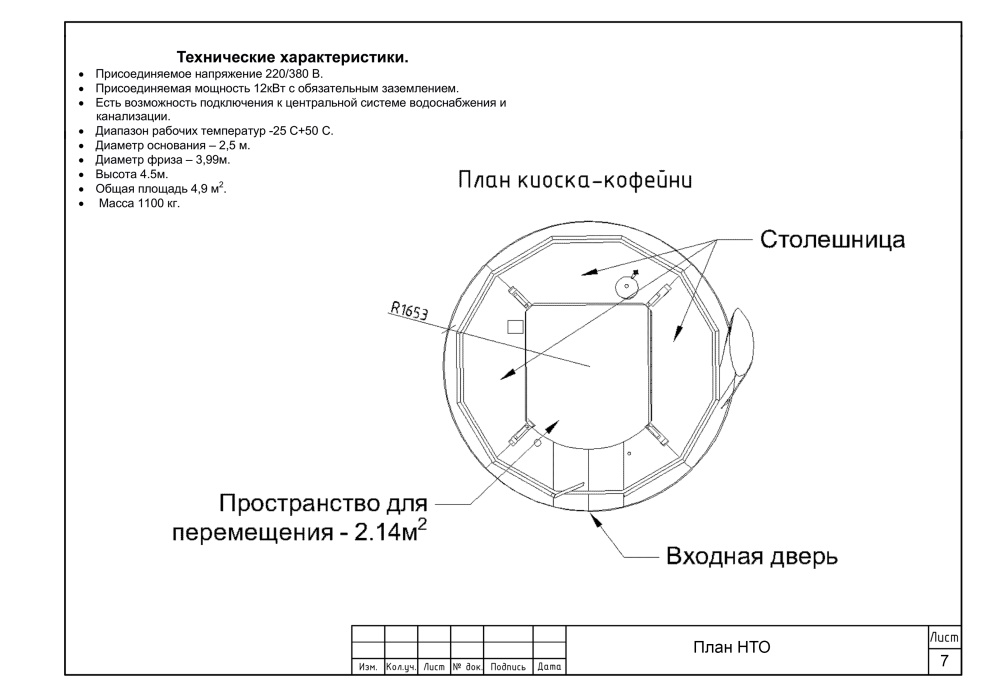 Технические характеристики.
• Присоединяемое напряжение 220/380 В.
• Присоединяемая мощность 12кВт с обязательным заземлением.
• Есть возможность подключения к центральной системе водоснабжения и
канализации.
• Диапазон рабочих температур -25 С+50 С.
• Диаметр основания – 2,5 м.
• Диаметр фриза – 3,99м.
• Высота 4.5м.
• Общая площадь 4,9 м².
• Масса 1100 кг.
План киоска-кофейни
Столешница
R1653
Пространство для
перемещения - 2.14м²
Входная дверь
План НТО
Лист
7
Изм. Кол.уч. Лист № док. Подпись Дата